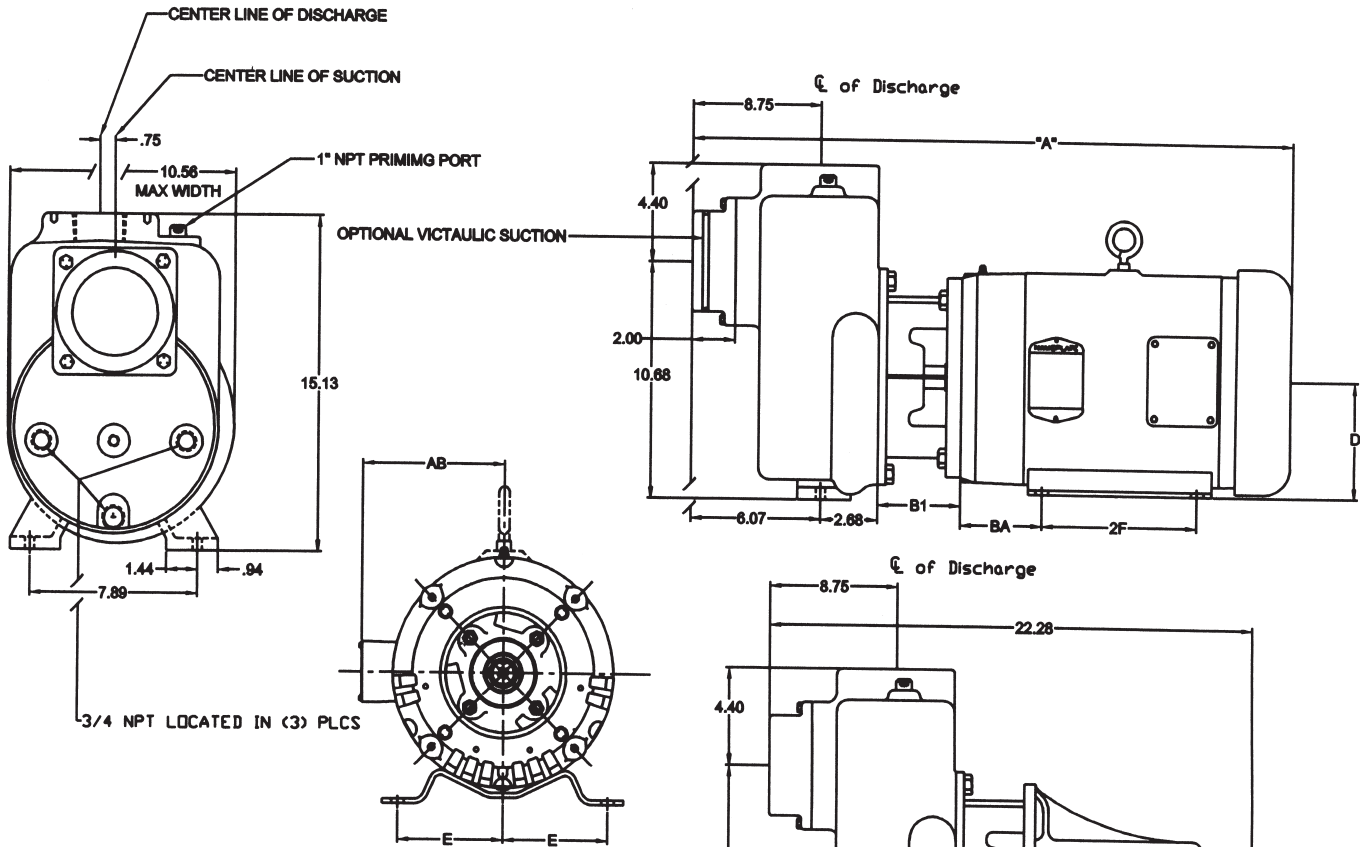 CENTER LINE OF DISCHARGE
CENTER LINE OF SUCTION
.75
1" NPT PRIMIMG PORT
10.56
MAX WIDTH
OPTIONAL VICTAULIC SUCTION
15.13
1.44
.94
7.89
3/4 NPT LOCATED IN (3) PLCS
AB
E
E
℄ of Discharge
8.75
"A"
4.40
2.00
10.68
D
6.07
2.68
B1
BA
2F
℄ of Discharge
8.75
22.28
4.40